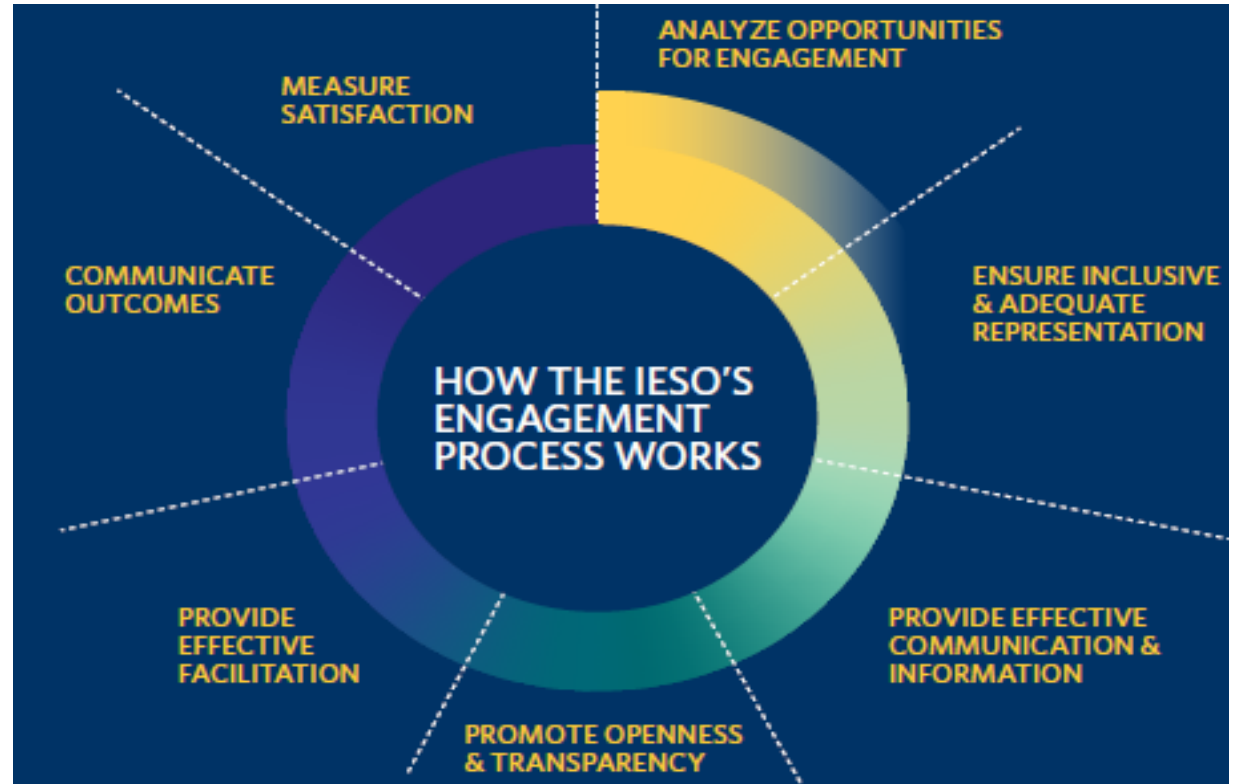 ANALYZE OPPORTUNITIES
FOR ENGAGEMENT
MEASURE
SATISFACTION
COMMUNICATE
OUTCOMES
ENSURE INCLUSIVE
& ADEQUATE
REPRESENTATION
HOW THE IESO'S
ENGAGEMENT
PROCESS WORKS
PROVIDE
EFFECTIVE
FACILITATION
PROVIDE EFFECTIVE
COMMUNICATION &
INFORMATION
PROMOTE OPENNESS
& TRANSPARENCY